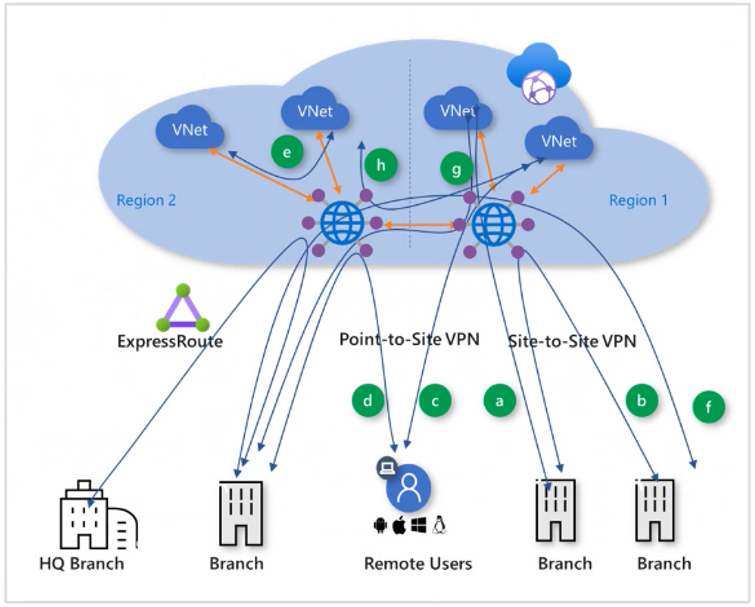 VNet
VNet
VNet
VNet
e
h
g
Region 2
Region 1
ExpressRoute
Point-to-Site VPN
Site-to-Site VPN
d
c
a
b
f
HQ Branch
Branch
Remote Users
Branch
Branch